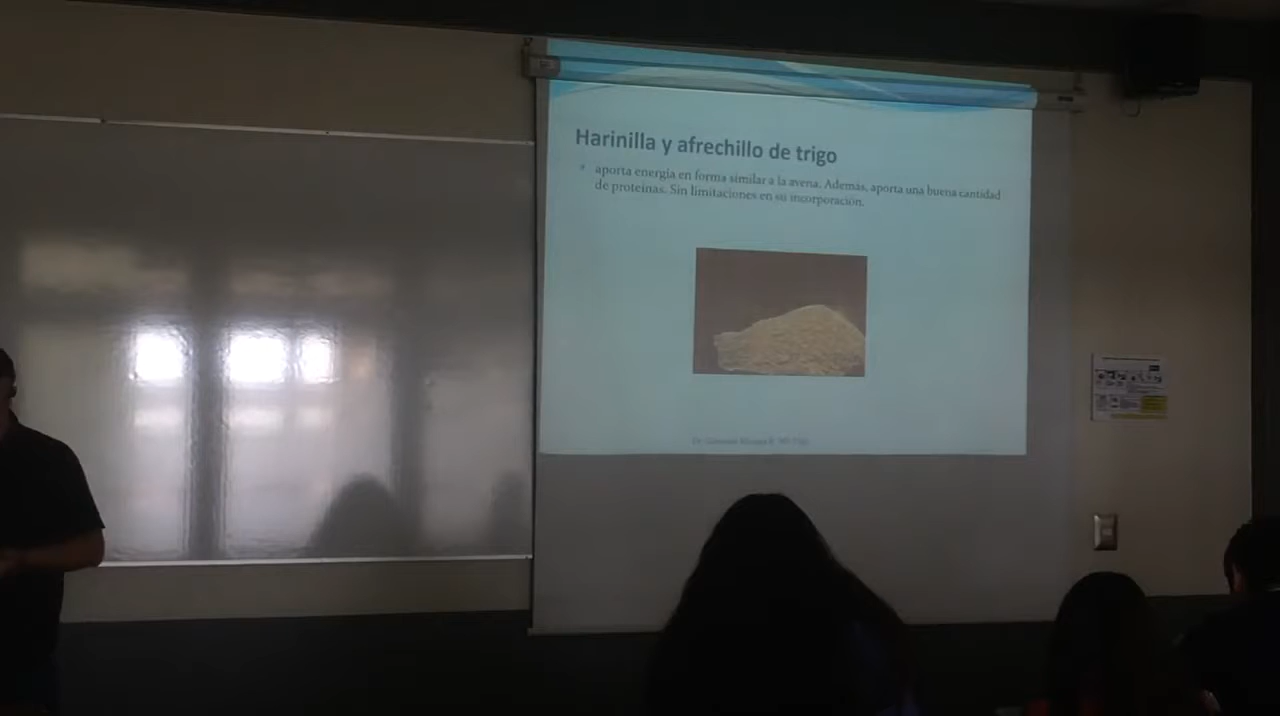 Harinilla y afrechillo de trigo
aporta energía en forma similar a la avena. Además, aporta una buena cantidad
de proteínas. Sin limitaciones en su incorporación.